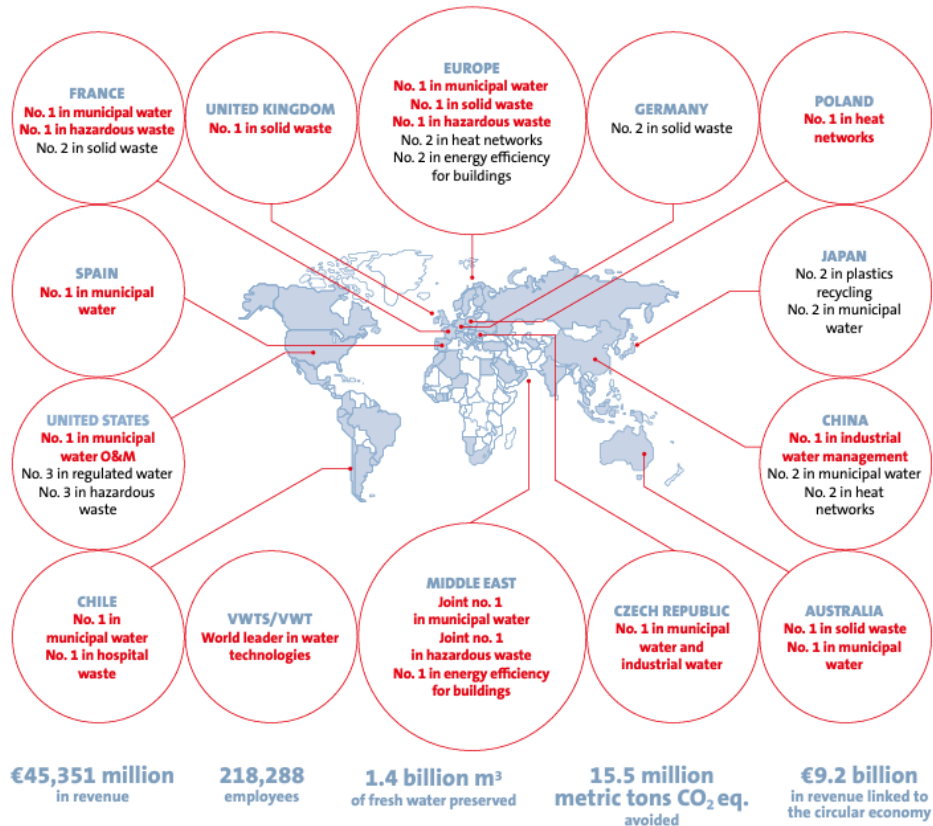 FRANCE
No. 1 in municipal water
No. 1 in hazardous waste
No. 2 in solid waste
UNITED KINGDOM
No. 1 in solid waste
EUROPE
No. 1 in municipal water
No. 1 in solid waste
No. 1 in hazardous waste
No. 2 in heat networks
No. 2 in energy efficiency
for buildings
GERMANY
No. 2 in solid waste
POLAND
No. 1 in heat
networks
SPAIN
No. 1 in municipal
water
JAPAN
No. 2 in plastics
recycling
No. 2 in municipal
water
UNITED STATES
No. 1 in municipal
water O&M
No. 3 in regulated water
No. 3 in hazardous
waste
CHINA
No. 1 in industrial
water management
No. 2 in municipal water
No. 2 in heat
networks
CHILE
No. 1 in
municipal water
No. 1 in hospital
waste
VWTS/VWT
World leader in water
technologies
MIDDLE EAST
Joint no. 1
in municipal water
Joint no. 1
in hazardous waste
No. 1 in energy efficiency
for buildings
CZECH REPUBLIC
No. 1 in municipal
water and
industrial water
AUSTRALIA
No. 1 in solid waste
No. 1 in municipal
water
€45,351 million
in revenue
218,288
employees
1.4 billion m³
of fresh water preserved
15.5 million
metric tons CO₂ eq.
avoided
€9.2 billion
in revenue linked to
the circular economy